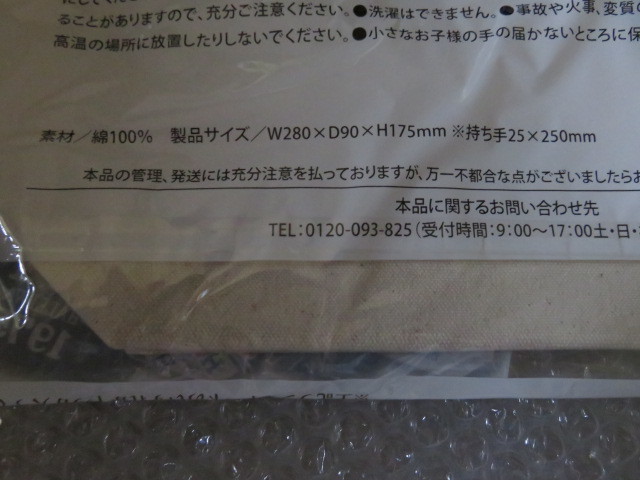 ることがありますので、充分ご注意ください。●洗濯はできません。●事故や火事、変質の
高温の場所に放置したりしないでください。●小さなお子様の手の届かないところに保
素材／綿100%　製品サイズ／W280×D90×H175mm ※持ち手25×250mm
本品の管理、発送には充分注意を払っておりますが、万一不都合な点がございましたらお
本品に関するお問い合わせ先
TEL：0120-093-825（受付時間：9:00〜17:00土・日・